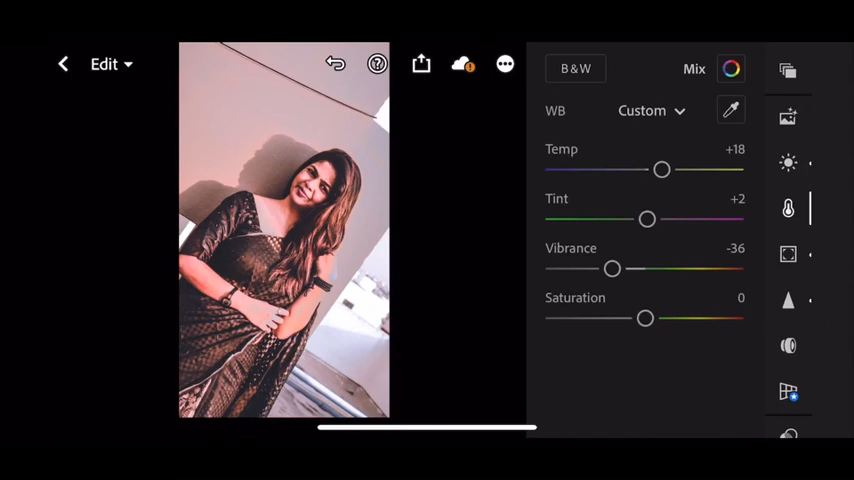 Edit
B&W
Mix
WB
Custom
Temp
+18
Tint
+2
Vibrance
-36
Saturation
0